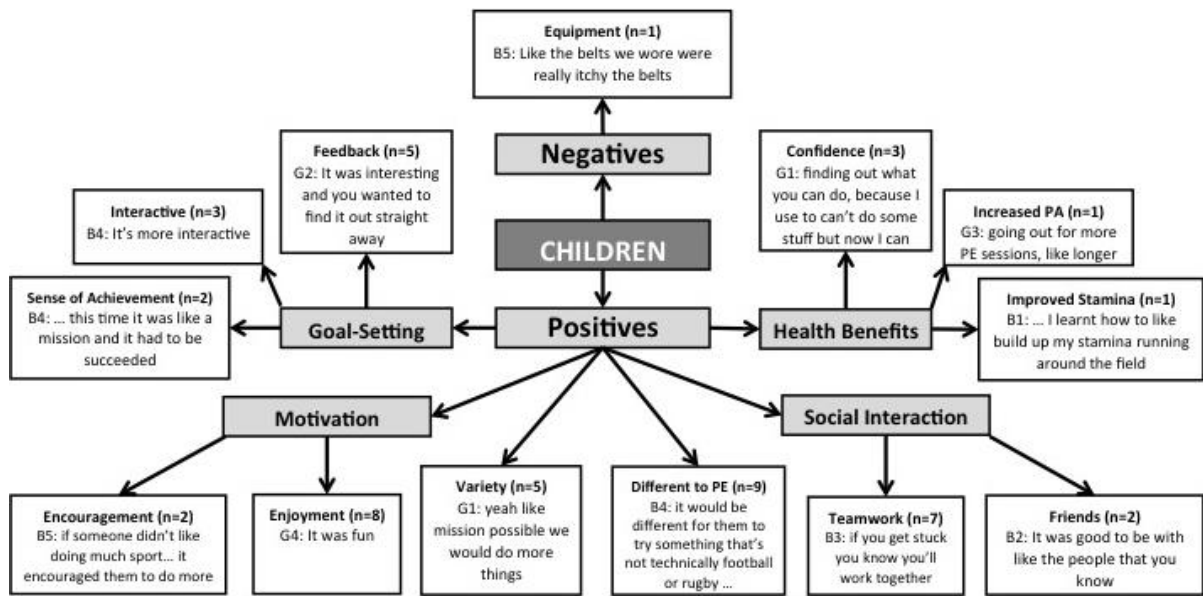 Equipment (n=1)
B5: Like the belts we wore were
really itchy the belts
Negatives
Feedback (n=5)
G2: It was interesting
and you wanted to
find it out straight
away
Confidence (n=3)
G1: finding out what
you can do, because I
use to can't do some
stuff but now I can
Interactive (n=3)
B4: It's more interactive
Increased PA (n=1)
G3: going out for more
PE sessions, like longer
CHILDREN
Sense of Achievement (n=2)
B4: ... this time it was like a
mission and it had to be
succeeded
Goal-Setting
Positives
Health Benefits
Improved Stamina (n=1)
B1: ... I learnt how to like
build up my stamina running
around the field
Motivation
Social Interaction
Encouragement (n=2)
B5: if someone didn't like
doing much sport... it
encouraged them to do more
Enjoyment (n=8)
G4: It was fun
Variety (n=5)
G1: yeah like
mission possible we
would do more
things
Different to PE (n=9)
B4: it would be
different for them to
try something that's
not technically football
or rugby ...
Teamwork (n=7)
B3: if you get stuck
you know you'll
work together
Friends (n=2)
B2: It was good to be with
like the people that you
know